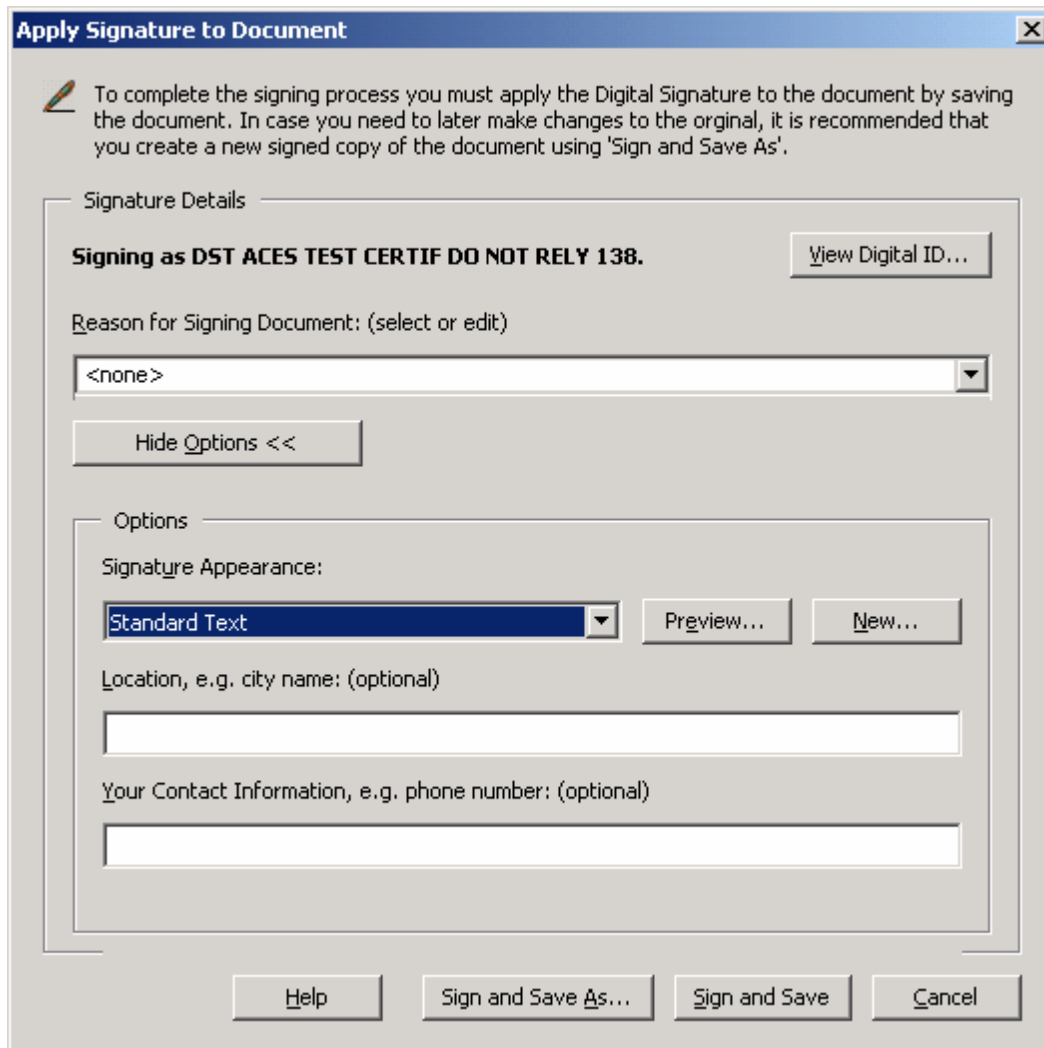 Apply Signature to Document
To complete the signing process you must apply the Digital Signature to the document by saving
the document. In case you need to later make changes to the orginal, it is recommended that
you create a new signed copy of the document using 'Sign and Save As'.
Signature Details
Signing as DST ACES TEST CERTIF DO NOT RELY 138.
View Digital ID...
Reason for Signing Document: (select or edit)
<none>
Hide Options <<
Options
Signature Appearance:
Standard Text
Preview...
New...
Location, e.g. city name: (optional)
Your Contact Information, e.g. phone number: (optional)
Help
Sign and Save As...
Sign and Save
Cancel